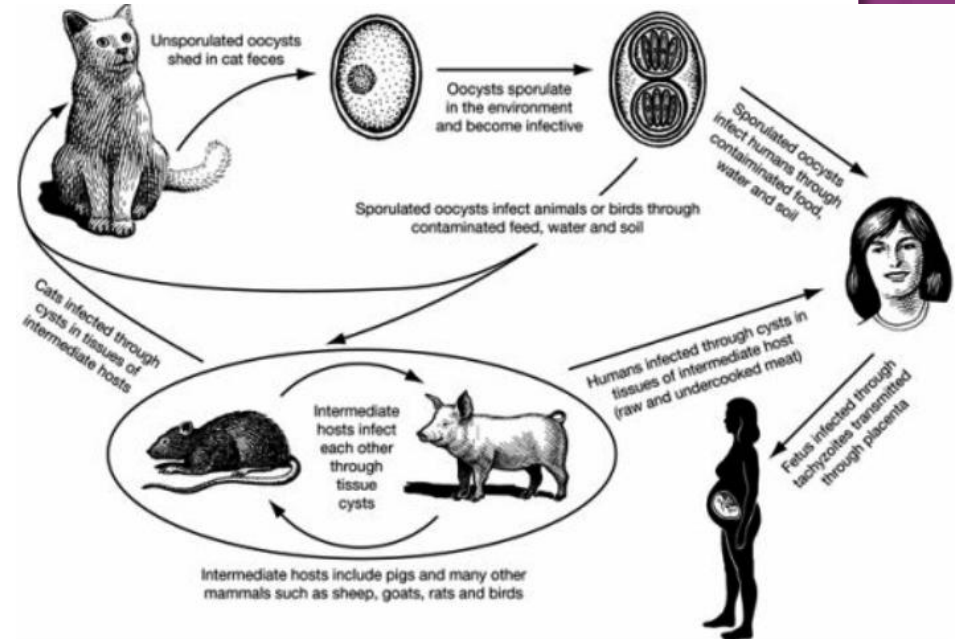 Unsporulated oocysts
shed in cat feces
Oocysts sporulate
in the environment
and become infective
Sporulated oocysts
infect humans through
contaminated food,
water and soil
Sporulated oocysts infect animals or birds through
contaminated feed, water and soil
Cats infected through
cysts in tissues of
intermediate hosts
Humans infected through cysts in
tissues of intermediate host
(raw and undercooked meat)
Intermediate
hosts infect
each other
through
tissue
cysts
Fetus infected through
tachyzoites transmitted
through placenta
Intermediate hosts include pigs and many other
mammals such as sheep, goats, rats and birds